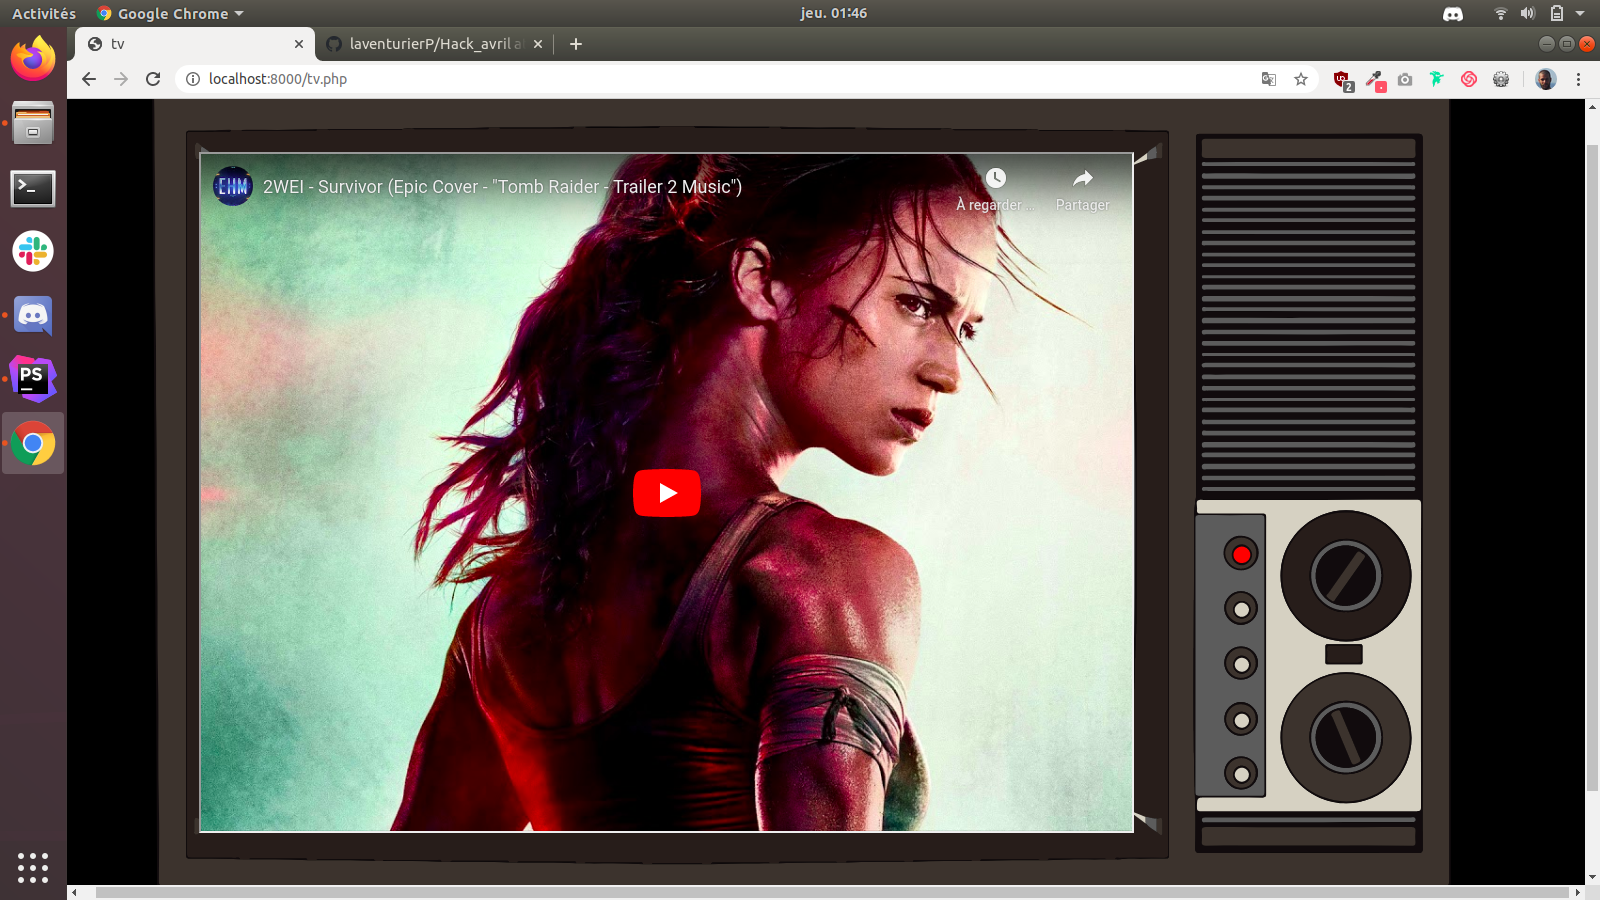 Activités
Google Chrome
jeu. 01:46
tv
laventurierP/Hack_avril
localhost:8000/tv.php
2
EHM
2WEI - Survivor (Epic Cover - "Tomb Raider - Trailer 2 Music")
À regarder ...
Partager
PS